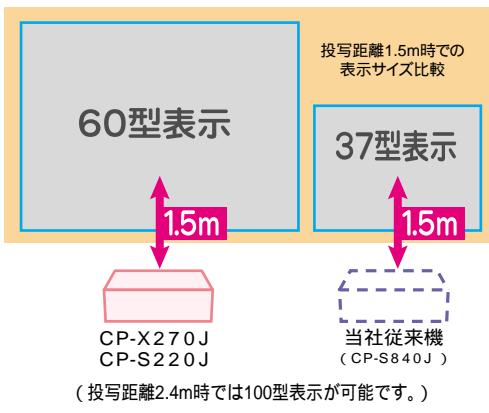 投写距離1.5m時での
表示サイズ比較
60型表示
37型表示
1.5m
1.5m
CP-X270J
CP-S220J
当社従来機
(CP-S840J)
(投写距離2.4m時では100型表示が可能です。)